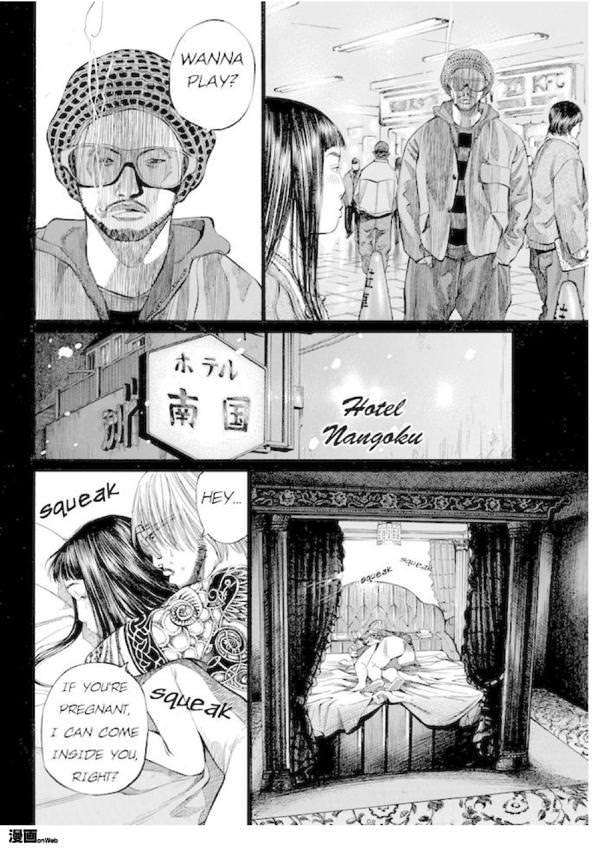 WANNA
PLAY?
KFC
ホテル
南国
Hotel
Nangoku
squeak
HEY...
squeak
squeak
squeak
IF YOU'RE
PREGNANT,
I CAN COME
INSIDE YOU,
RIGHT?
漫画onWeb